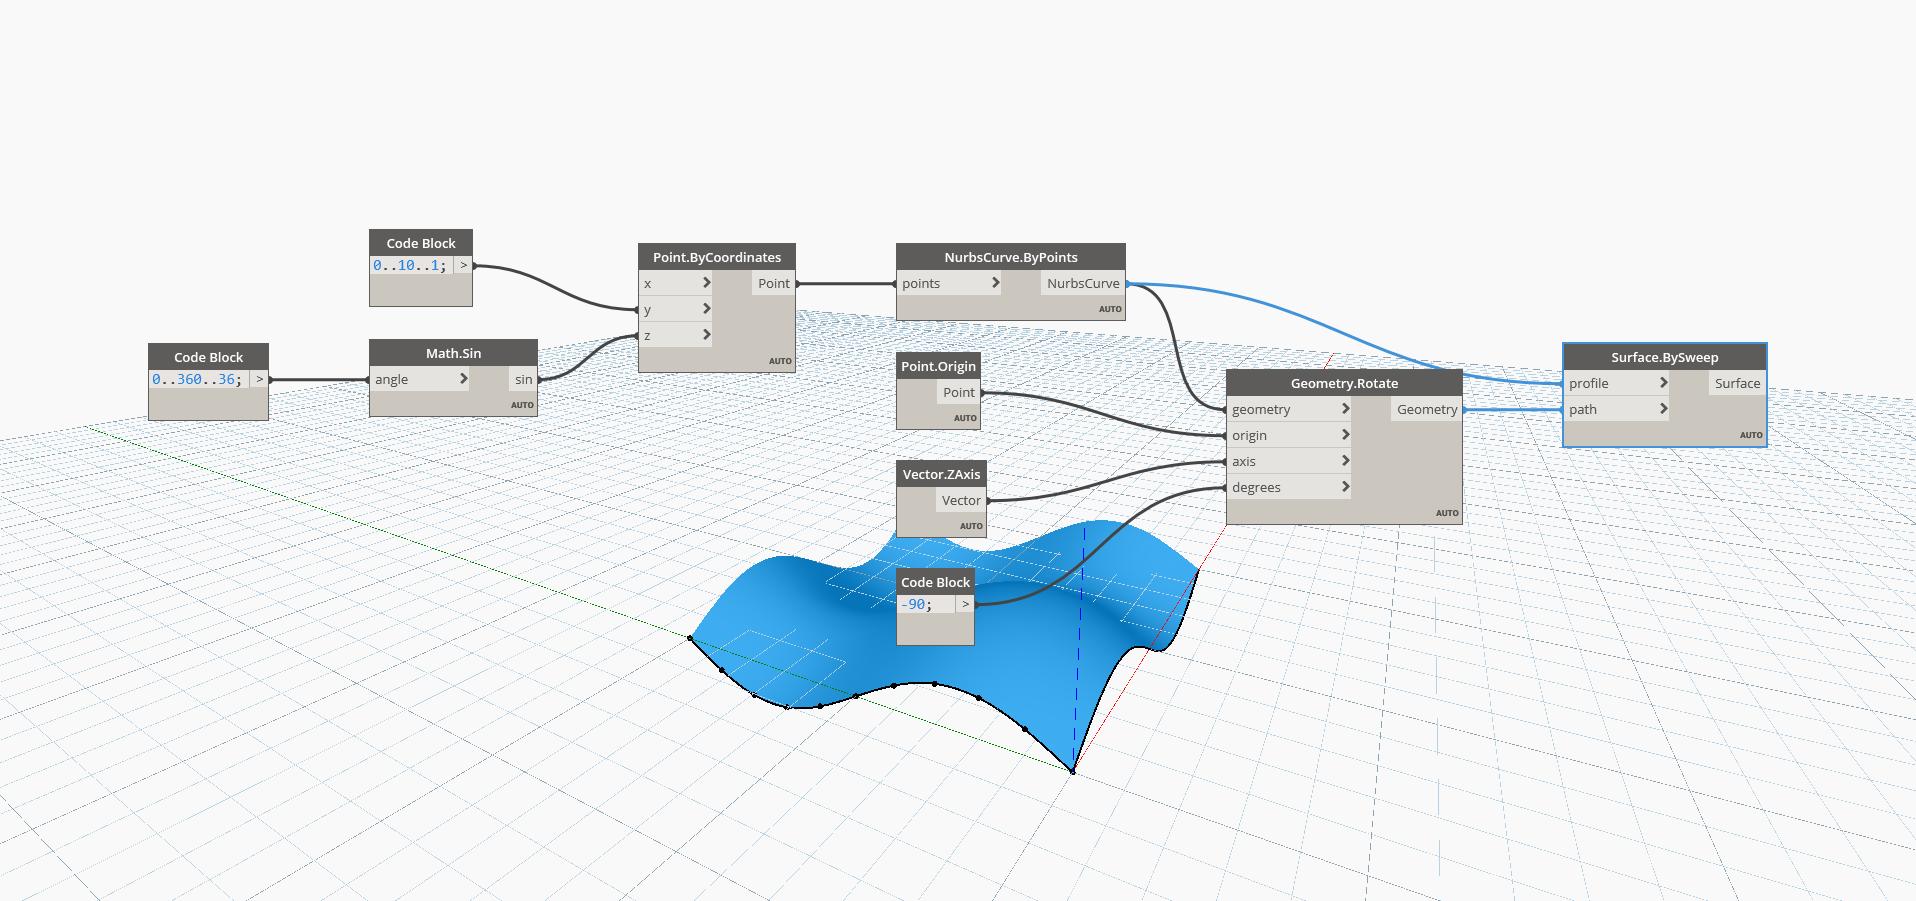 Code Block
0..360..36; >
Code Block
0..10..1; >
Math.Sin
angle > sin
AUTO
Point.ByCoordinates
x > Point
y >
z >
AUTO
NurbsCurve.ByPoints
points > NurbsCurve
AUTO
Point.Origin
Point
AUTO
Vector.ZAxis
Vector
AUTO
Code Block
-90; >
Geometry.Rotate
geometry > Geometry
origin >
axis >
degrees >
AUTO
Surface.BySweep
profile > Surface
path >
AUTO